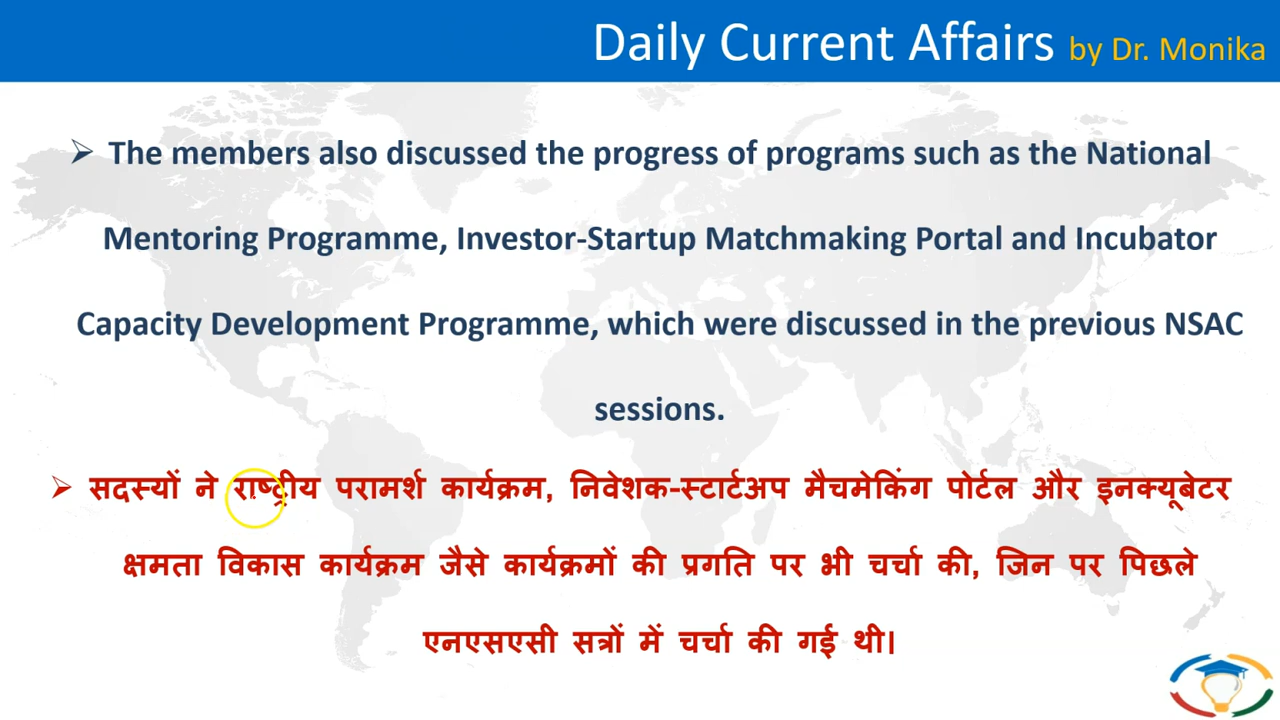 Daily Current Affairs by Dr. Monika
➢ The members also discussed the progress of programs such as the National
Mentoring Programme, Investor-Startup Matchmaking Portal and Incubator
Capacity Development Programme, which were discussed in the previous NSAC
sessions.
➢ सदस्यों ने राष्ट्रीय परामर्श कार्यक्रम, निवेशक-स्टार्टअप मैचमेकिंग पोर्टल और इनक्यूबेटर
क्षमता विकास कार्यक्रम जैसे कार्यक्रमों की प्रगति पर भी चर्चा की, जिन पर पिछले
एनएसएसी सत्रों में चर्चा की गई थी।